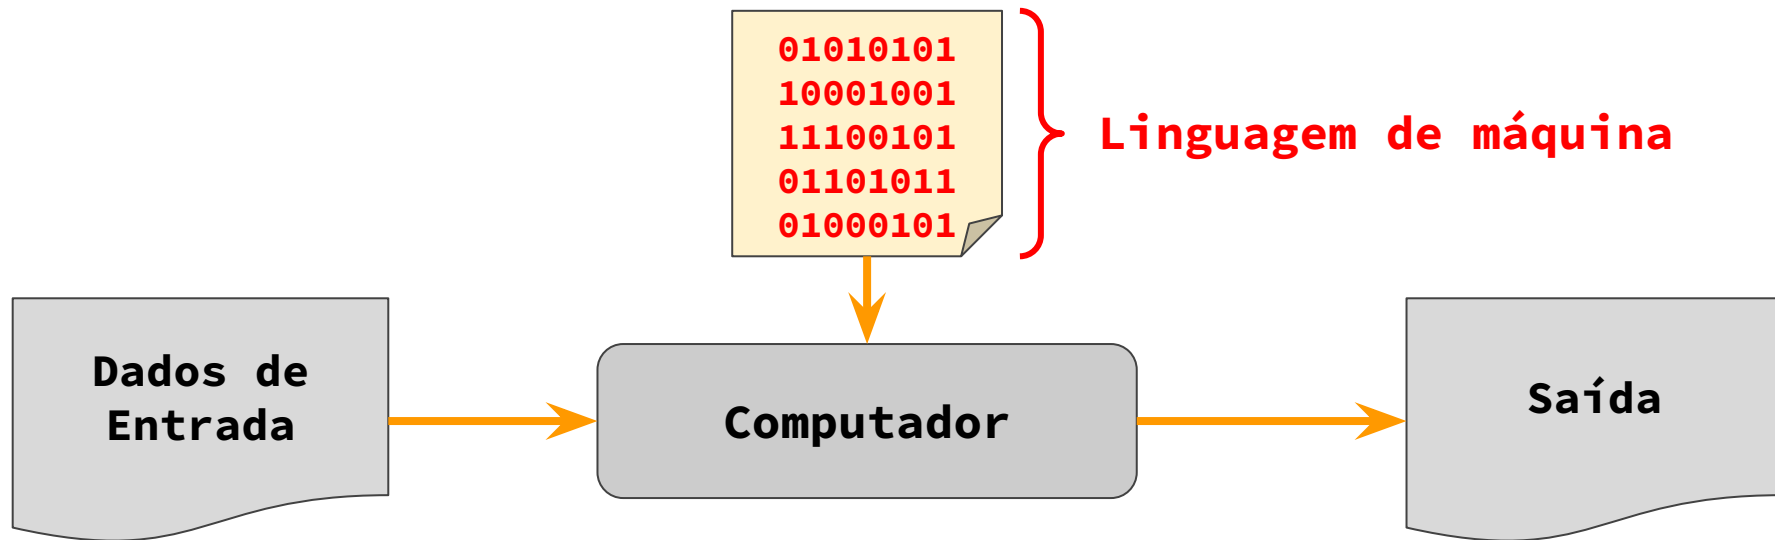 01010101
10001001
11100101
01101011
01000101
Linguagem de máquina
Dados de
Entrada
Computador
Saída